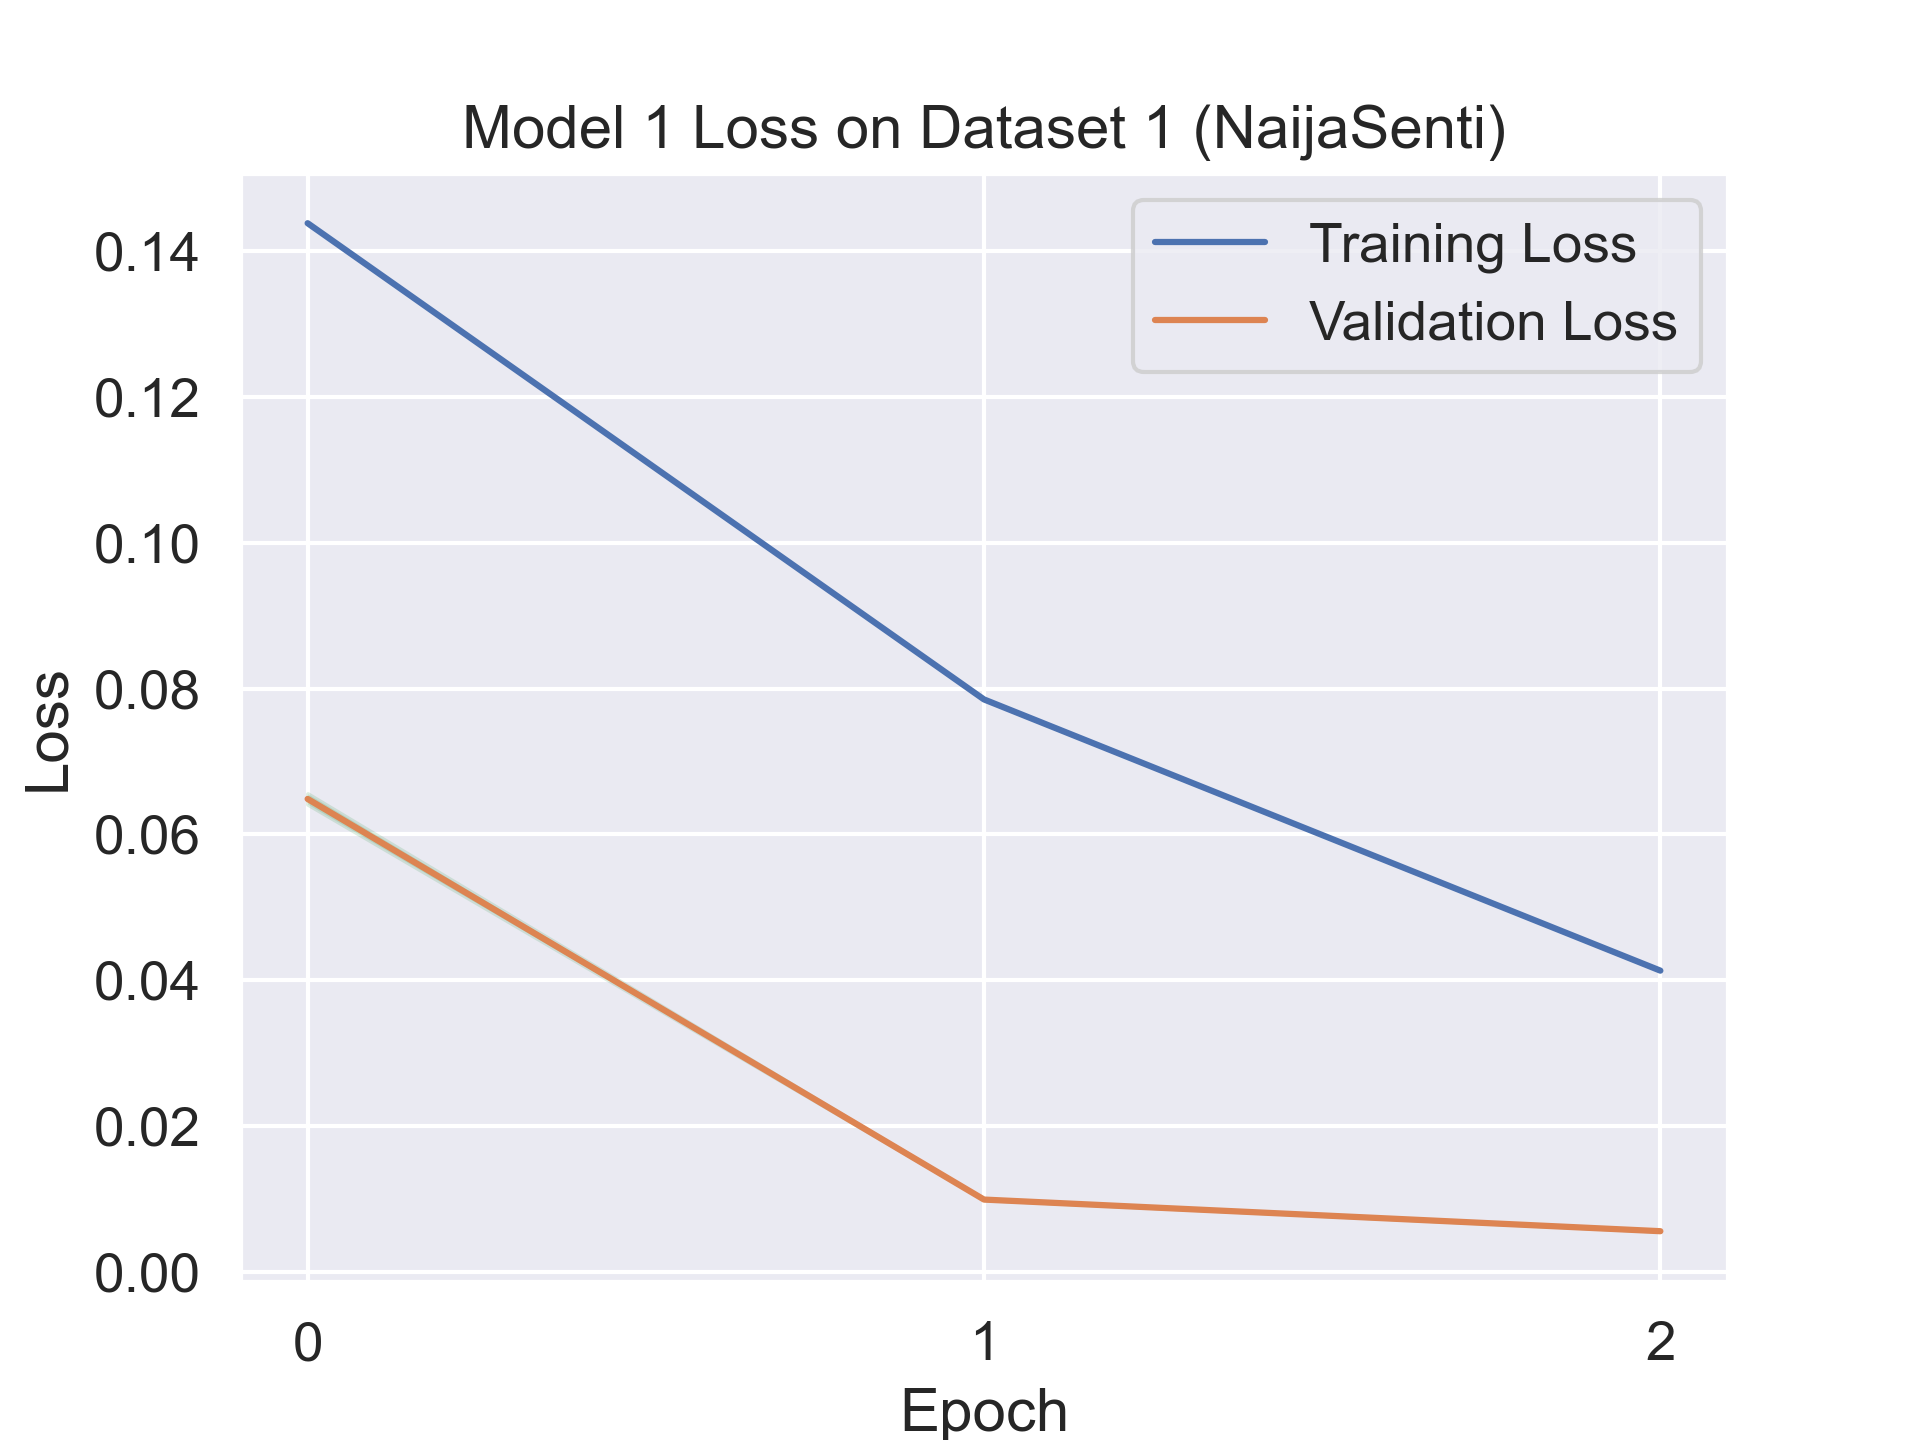 Model 1 Loss on Dataset 1 (NaijaSenti)
Training Loss
Validation Loss
0.14
0.12
0.10
0.08
0.06
0.04
0.02
0.00
Loss
0
1
2
Epoch